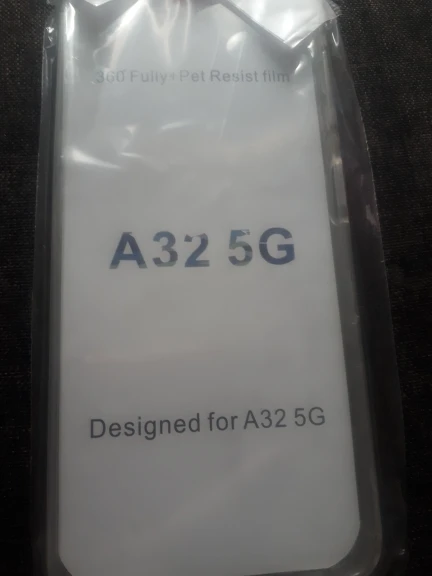 360 Fully+Pet Resist film
A32 5G
Designed for A32 5G